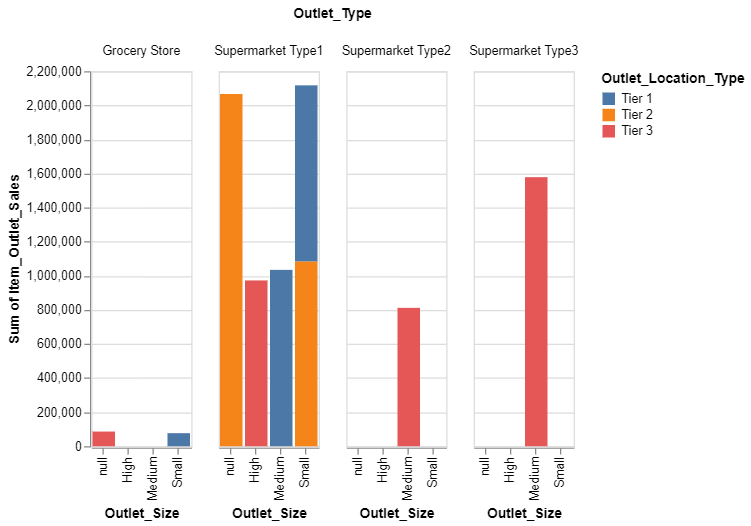 Outlet_Type
Grocery Store
Supermarket Type1
Supermarket Type2
Supermarket Type3
Outlet_Location_Type
Tier 1
Tier 2
Tier 3
Sum of Item_Outlet_Sales
2,200,000
2,000,000
1,800,000
1,600,000
1,400,000
1,200,000
1,000,000
800,000
600,000
400,000
200,000
0
null
High
Medium
Small
null
High
Medium
Small
null
High
Medium
Small
null
High
Medium
Small
Outlet_Size
Outlet_Size
Outlet_Size
Outlet_Size